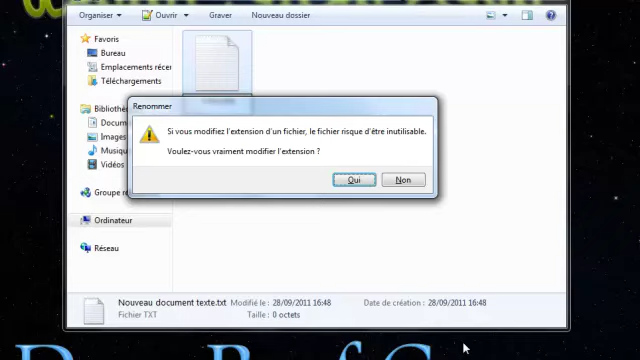 Organiser
Ouvrir
Graver
Nouveau dossier
Favoris
Bureau
Emplacements récen
Téléchargements
Renommer
Si vous modifiez l'extension d'un fichier, le fichier risque d'être inutilisable.
Voulez-vous vraiment modifier l'extension ?
Oui
Non
Images
Vidéos
Ordinateur
Réseau
Nouveau document texte.txt Modifié le : 28/09/2011 16:48 Date de création : 28/09/2011 16:48
Fichier TXT Taille : 0 octets